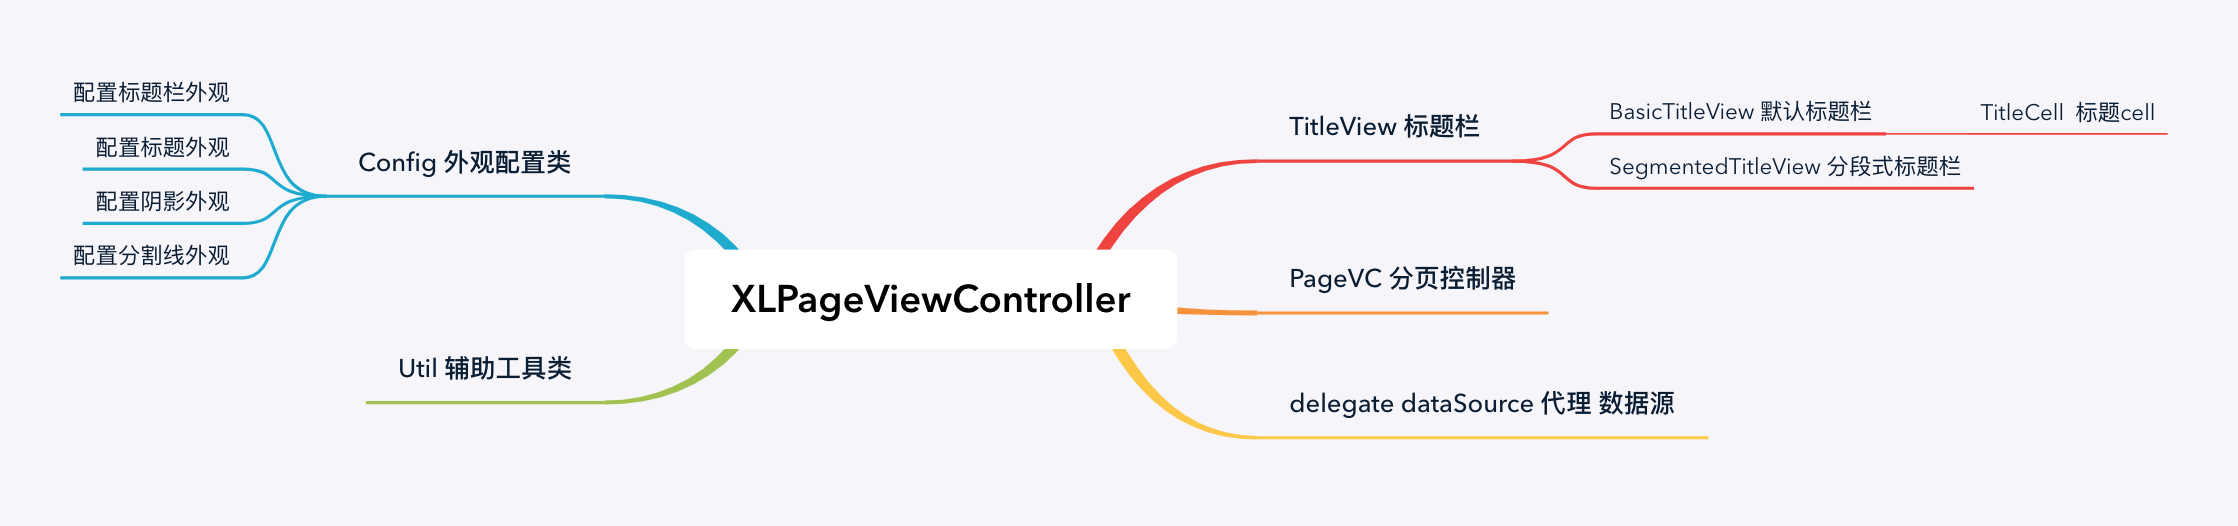 XLPageViewController
TitleView 标题栏
BasicTitleView 默认标题栏
TitleCell 标题cell
SegmentedTitleView 分段式标题栏
PageVC 分页控制器
delegate dataSource 代理 数据源
Config 外观配置类
配置标题栏外观
配置标题外观
配置阴影外观
配置分割线外观
Util 辅助工具类